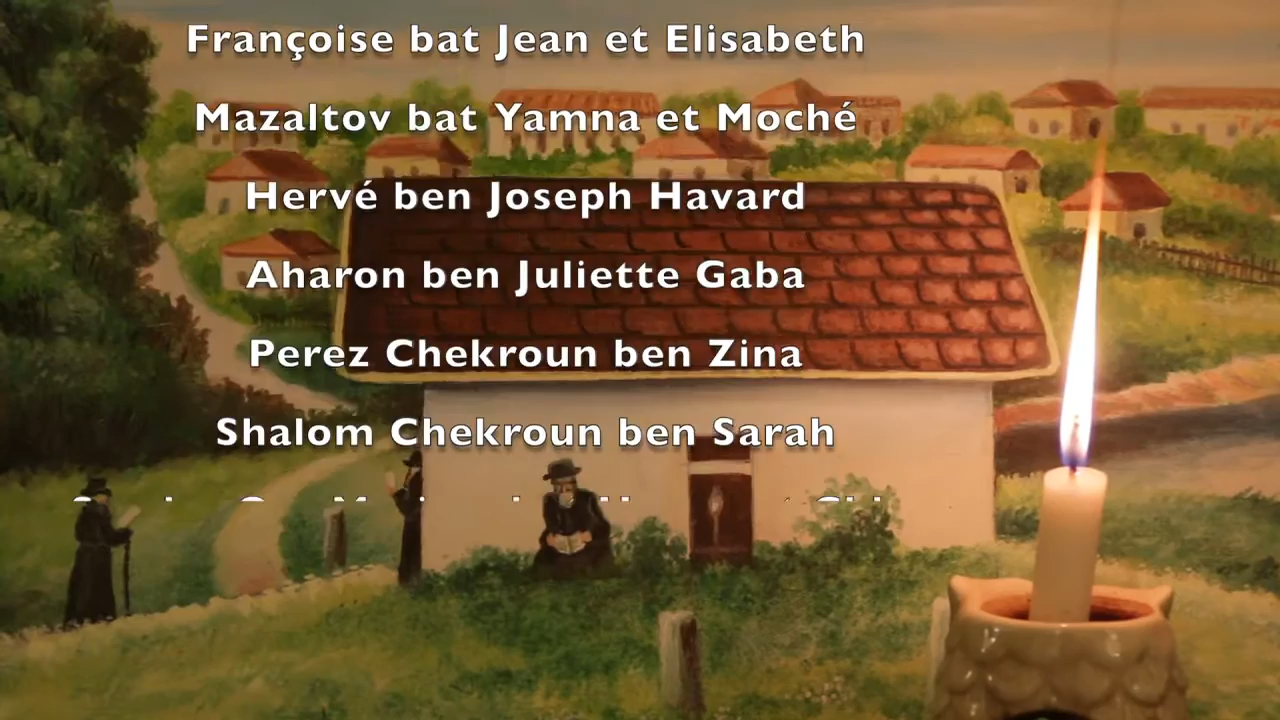 Françoise bat Jean et Elisabeth
Mazaltov bat Yamna et Moché
Hervé ben Joseph Havard
Aharon ben Juliette Gaba
Perez Chekroun ben Zina
Shalom Chekroun ben Sarah